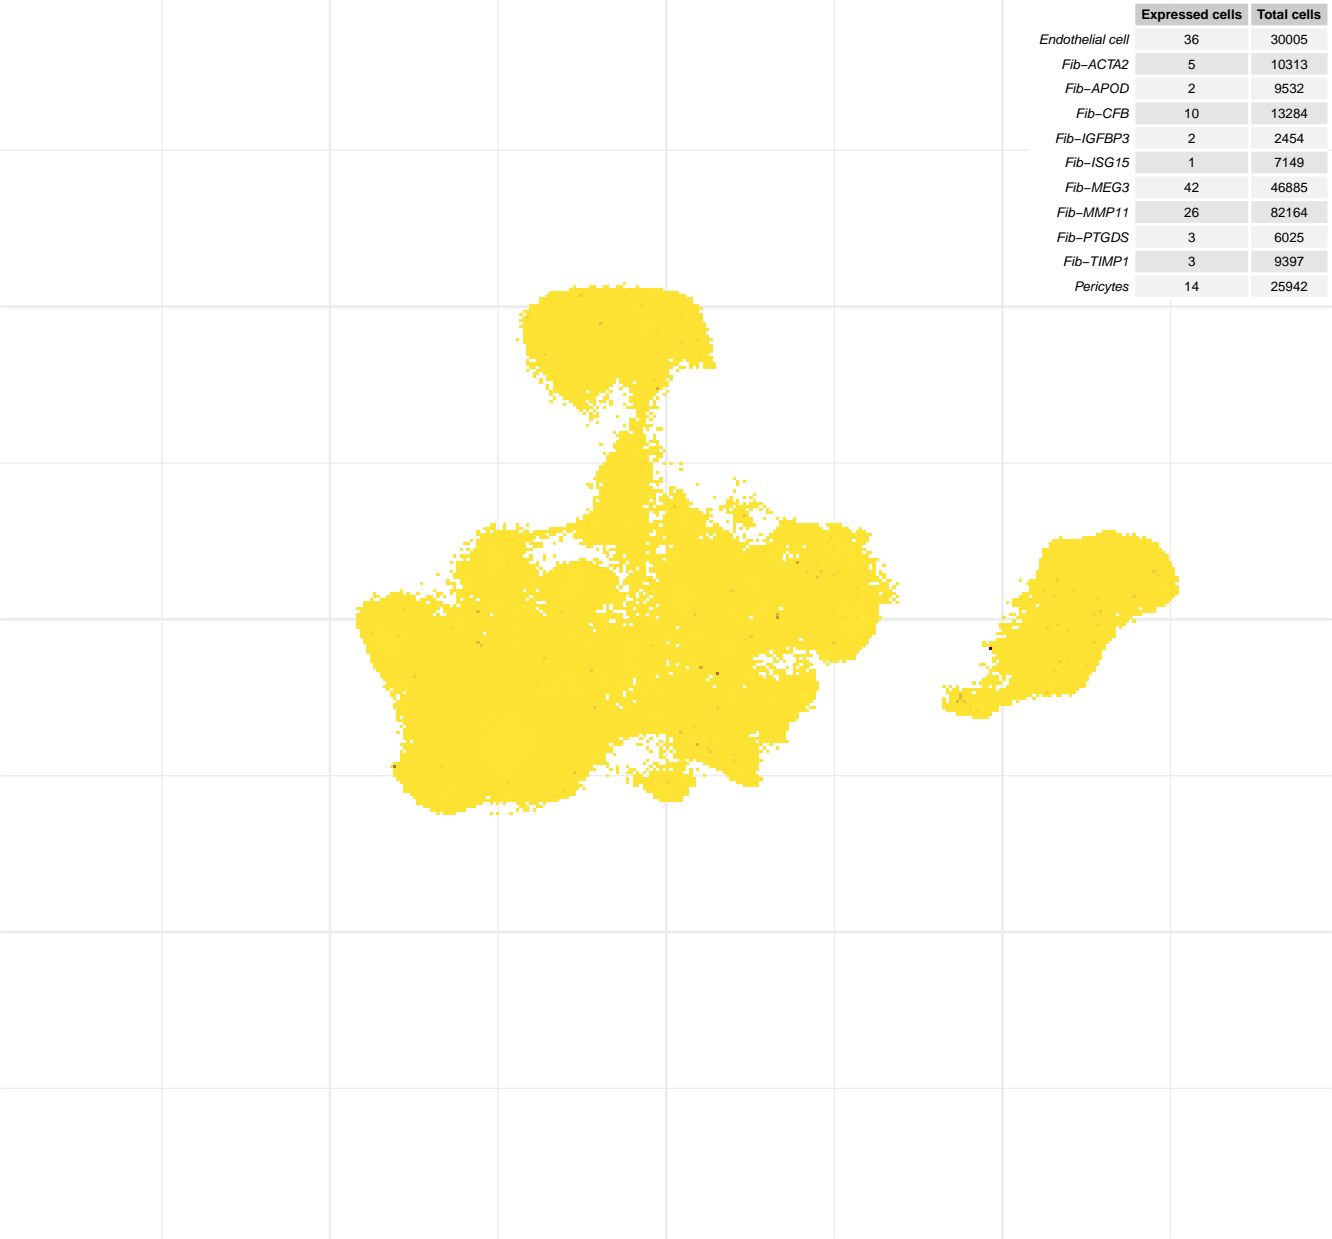 Expressed cells Total cells
Endothelial cell 36 30005
Fib−ACTA2 5 10313
Fib−APOD 2 9532
Fib−CFB 10 13284
Fib−IGFBP3 2 2454
Fib−ISG15 1 7149
Fib−MEG3 42 46885
Fib−MMP11 26 82164
Fib−PTGDS 3 6025
Fib−TIMP1 3 9397
Pericytes 14 25942